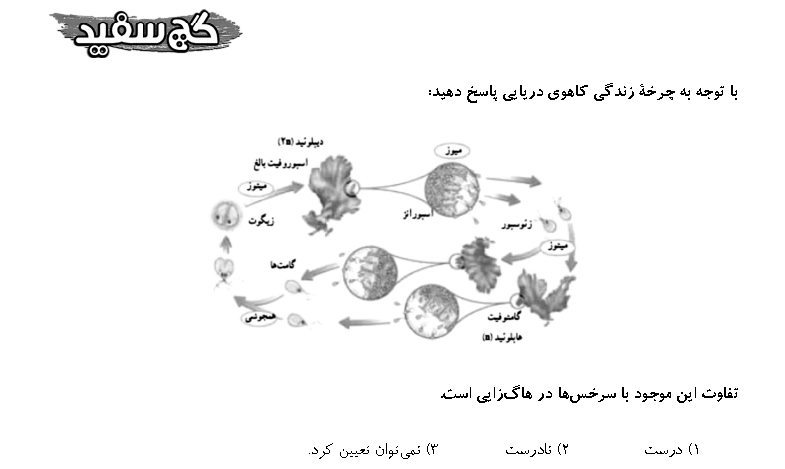 گچ سفید
با توجه به چرخهٔ زندگی کاهوی دریایی پاسخ دهید:
دیپلوئید (۲n)
اسپوروفیت بالغ
میوز
میتوز
زیگوت
اسپورانژ
زئوسپور
میتوز
گامت‌ها
گامتوفیت
هاپلوئید (n)
همجوشی
تفاوت این موجود با سرخس‌ها در هاگ‌زایی است.
۱) درست ۲) نادرست ۳) نمی‌توان تعیین کرد.